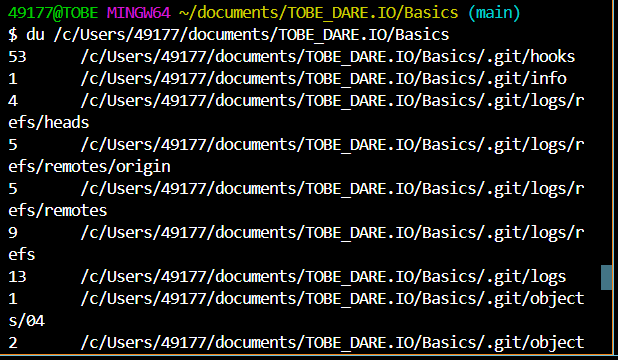 49177@TOBE MINGW64 ~/documents/TOBE_DARE.IO/Basics (main)
$ du /c/Users/49177/documents/TOBE_DARE.IO/Basics
53      /c/Users/49177/documents/TOBE_DARE.IO/Basics/.git/hooks
1       /c/Users/49177/documents/TOBE_DARE.IO/Basics/.git/info
4       /c/Users/49177/documents/TOBE_DARE.IO/Basics/.git/logs/r
efs/heads
5       /c/Users/49177/documents/TOBE_DARE.IO/Basics/.git/logs/r
efs/remotes/origin
5       /c/Users/49177/documents/TOBE_DARE.IO/Basics/.git/logs/r
efs/remotes
9       /c/Users/49177/documents/TOBE_DARE.IO/Basics/.git/logs/r
efs
13      /c/Users/49177/documents/TOBE_DARE.IO/Basics/.git/logs
1       /c/Users/49177/documents/TOBE_DARE.IO/Basics/.git/object
s/04
2       /c/Users/49177/documents/TOBE_DARE.IO/Basics/.git/object